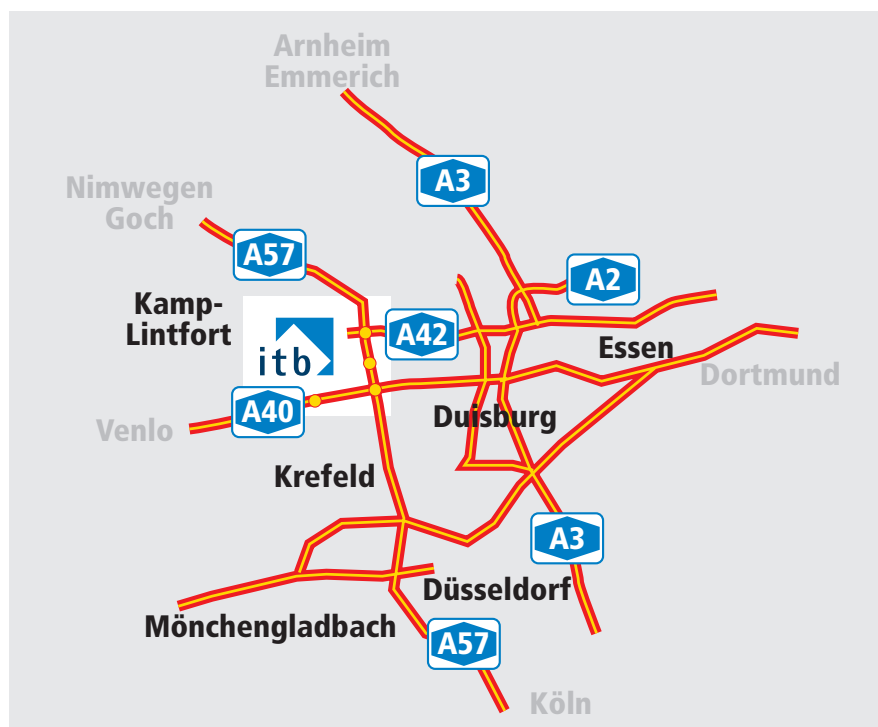 Arnheim
Emmerich
A3
Nimwegen
Goch
A57
A2
Kamp-
Lintfort
itb
A42
Essen
Dortmund
A40
Venlo
Duisburg
Krefeld
A3
Düsseldorf
Mönchengladbach
A57
Köln